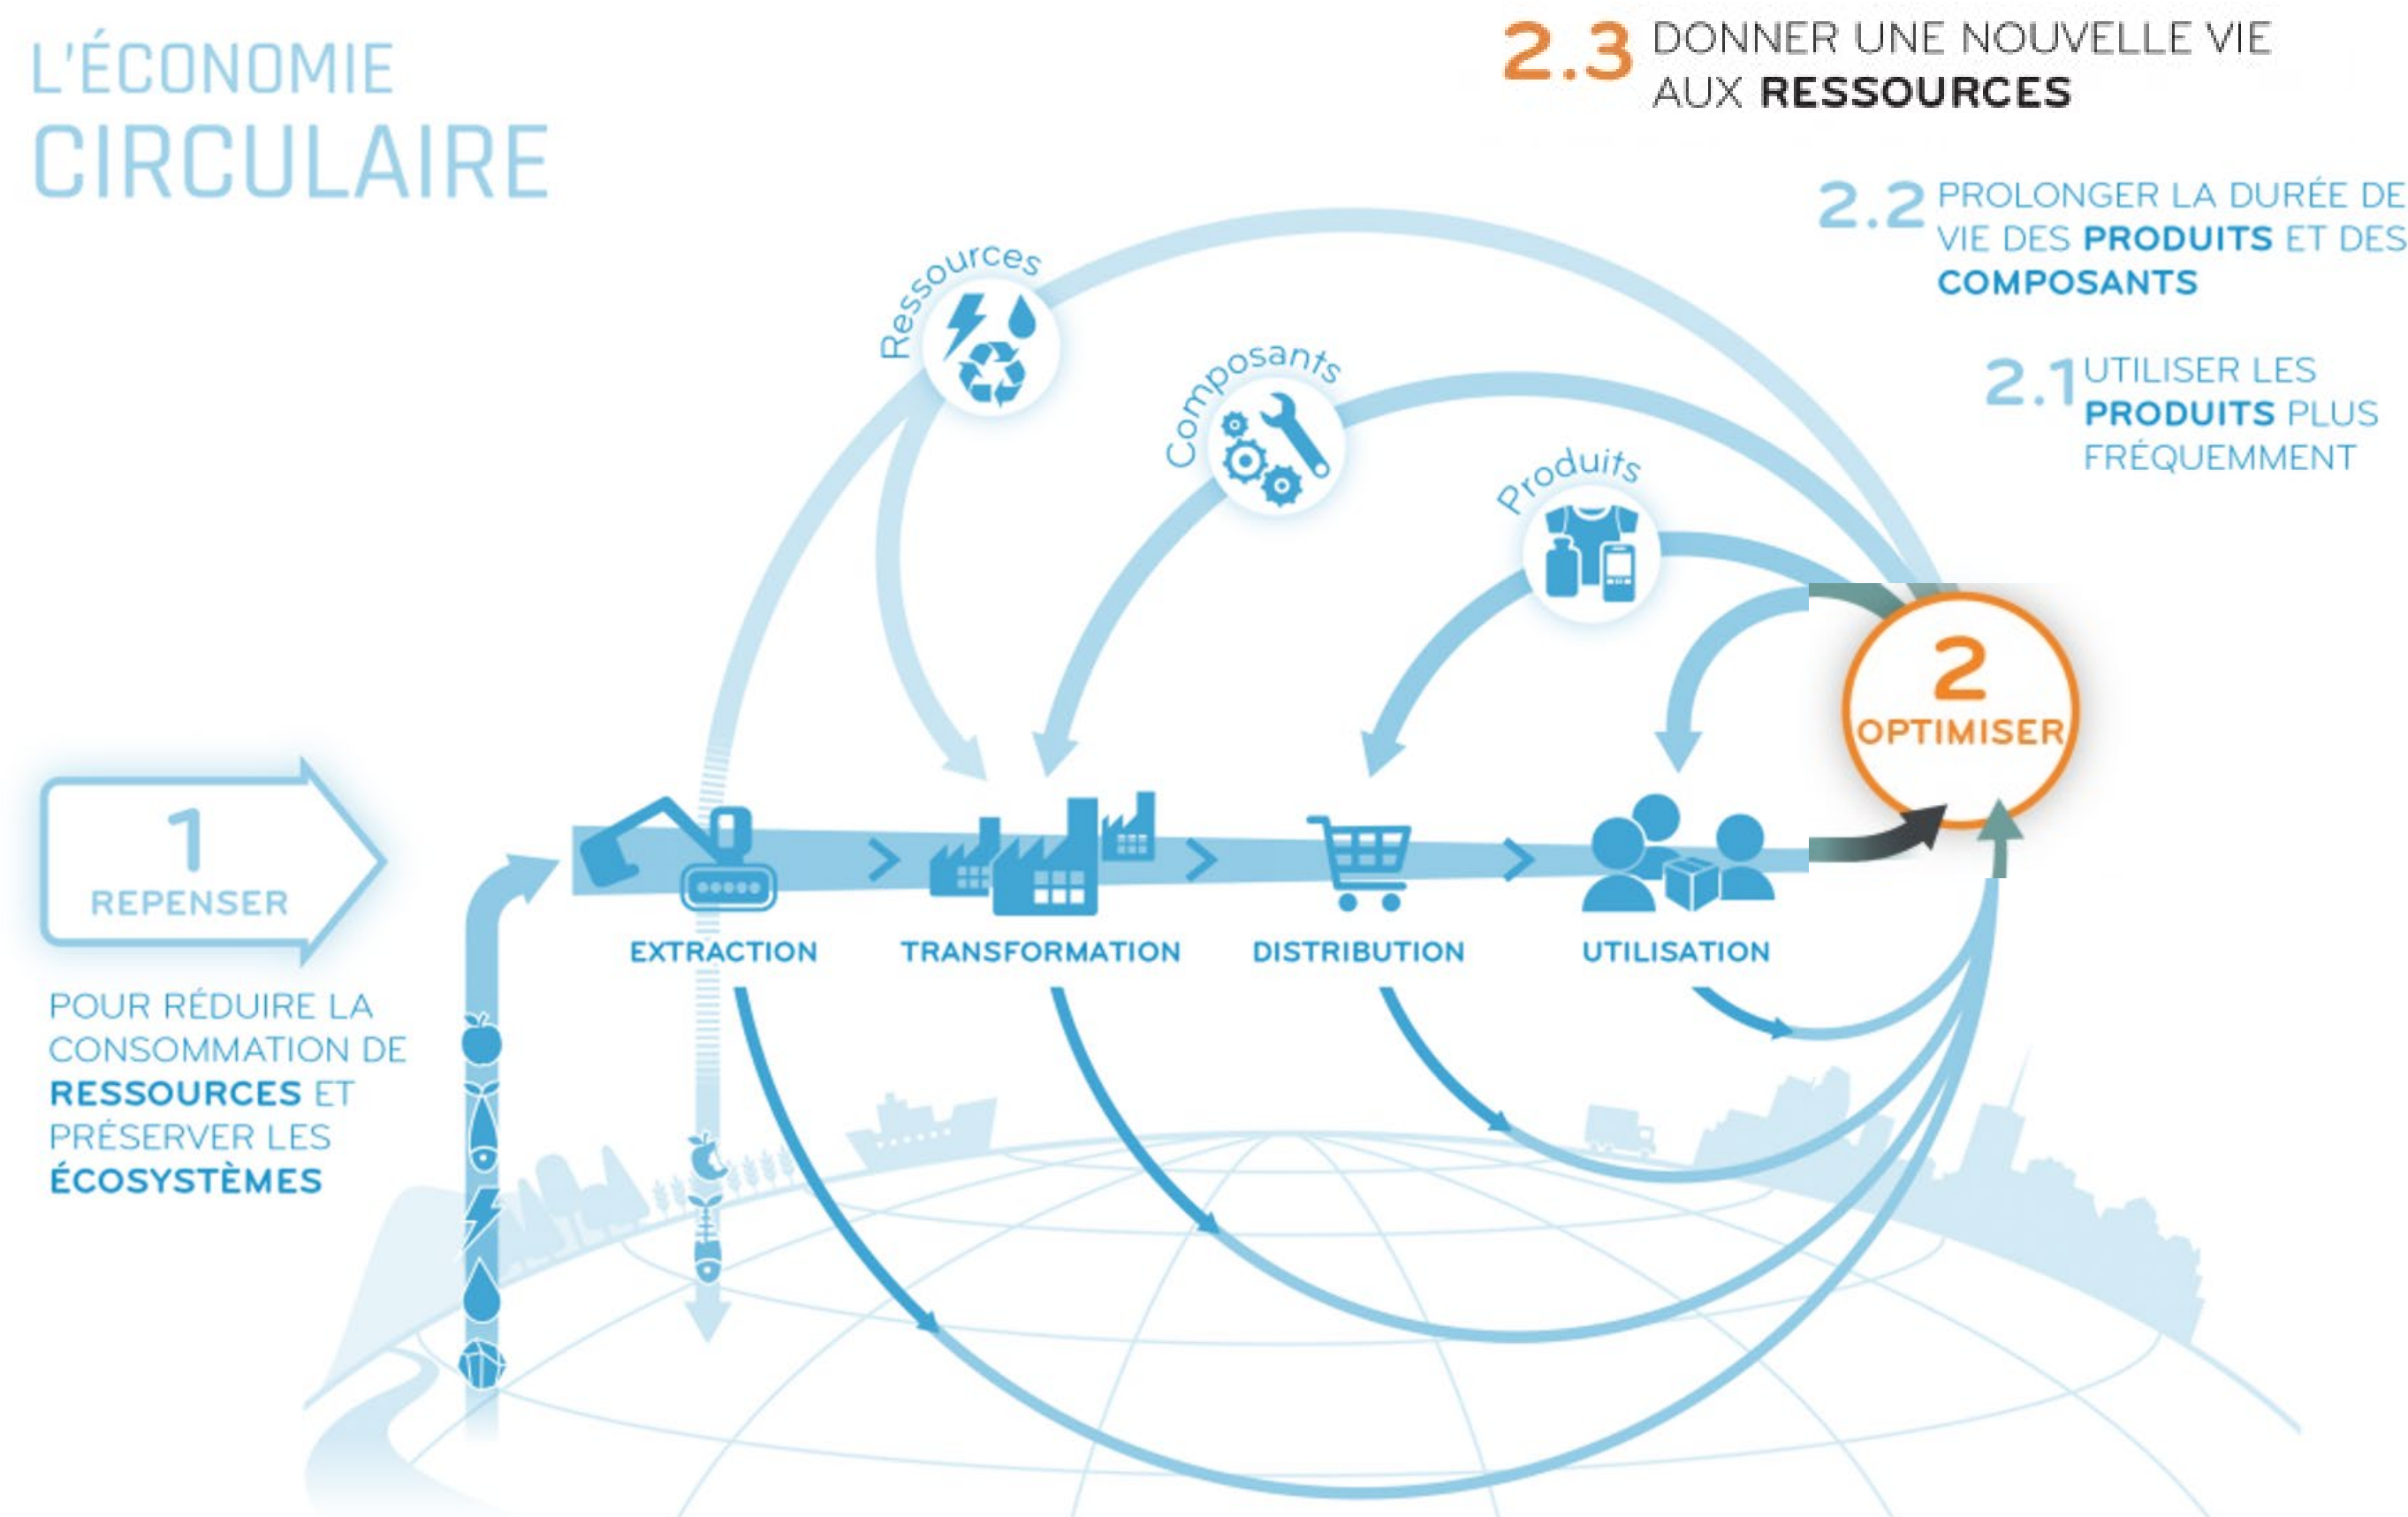 L'ÉCONOMIE
CIRCULAIRE
2.3 DONNER UNE NOUVELLE VIE
AUX RESSOURCES
2.2 PROLONGER LA DURÉE DE
VIE DES PRODUITS ET DES
COMPOSANTS
2.1 UTILISER LES
PRODUITS PLUS
FRÉQUEMMENT
Ressources
Composants
Produits
2
OPTIMISER
1
REPENSER
POUR RÉDUIRE LA
CONSOMMATION DE
RESSOURCES ET
PRÉSERVER LES
ÉCOSYSTÈMES
EXTRACTION
TRANSFORMATION
DISTRIBUTION
UTILISATION